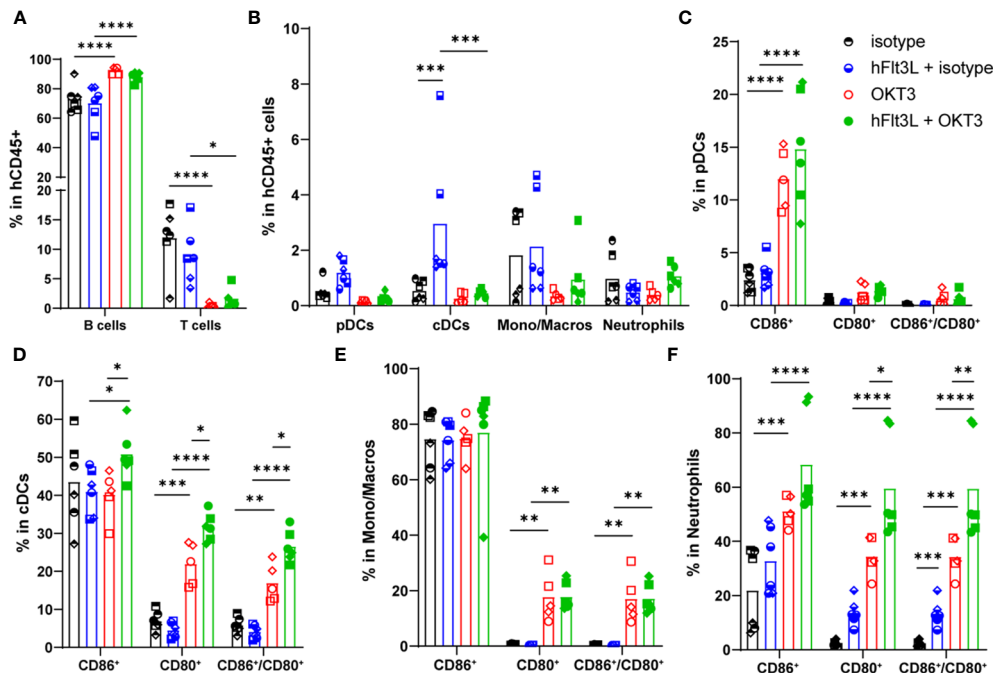 A
**** ****
* ****
% in hCD45+
100
80
60
40
20
20
15
10
5
0
B cells T cells
B
*** ***
% in hCD45+ cells
10
8
6
4
2
0
pDCs cDCs Mono/Macros Neutrophils
C
**** ****
% in pDCs
25
20
15
10
5
0
CD86⁺ CD80⁺ CD86⁺/CD80⁺
isotype
hFlt3L + isotype
OKT3
hFlt3L + OKT3
D
* * *** **** * ** **** *
% in cDCs
70
60
50
40
30
20
10
0
CD86⁺ CD80⁺ CD86⁺/CD80⁺
E
** ** ** **
% in Mono/Macros
100
80
60
40
20
0
CD86⁺ CD80⁺ CD86⁺/CD80⁺
F
*** **** *** **** * *** *** **** **
% in Neutrophils
100
80
60
40
20
0
CD86⁺ CD80⁺ CD86⁺/CD80⁺